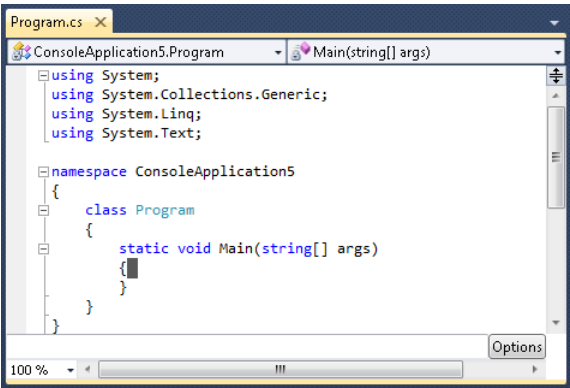 Program.cs
ConsoleApplication5.Program
Main(string[] args)
using System;
using System.Collections.Generic;
using System.Linq;
using System.Text;
namespace ConsoleApplication5
{
class Program
{
static void Main(string[] args)
{
}
}
}
Options
100 %